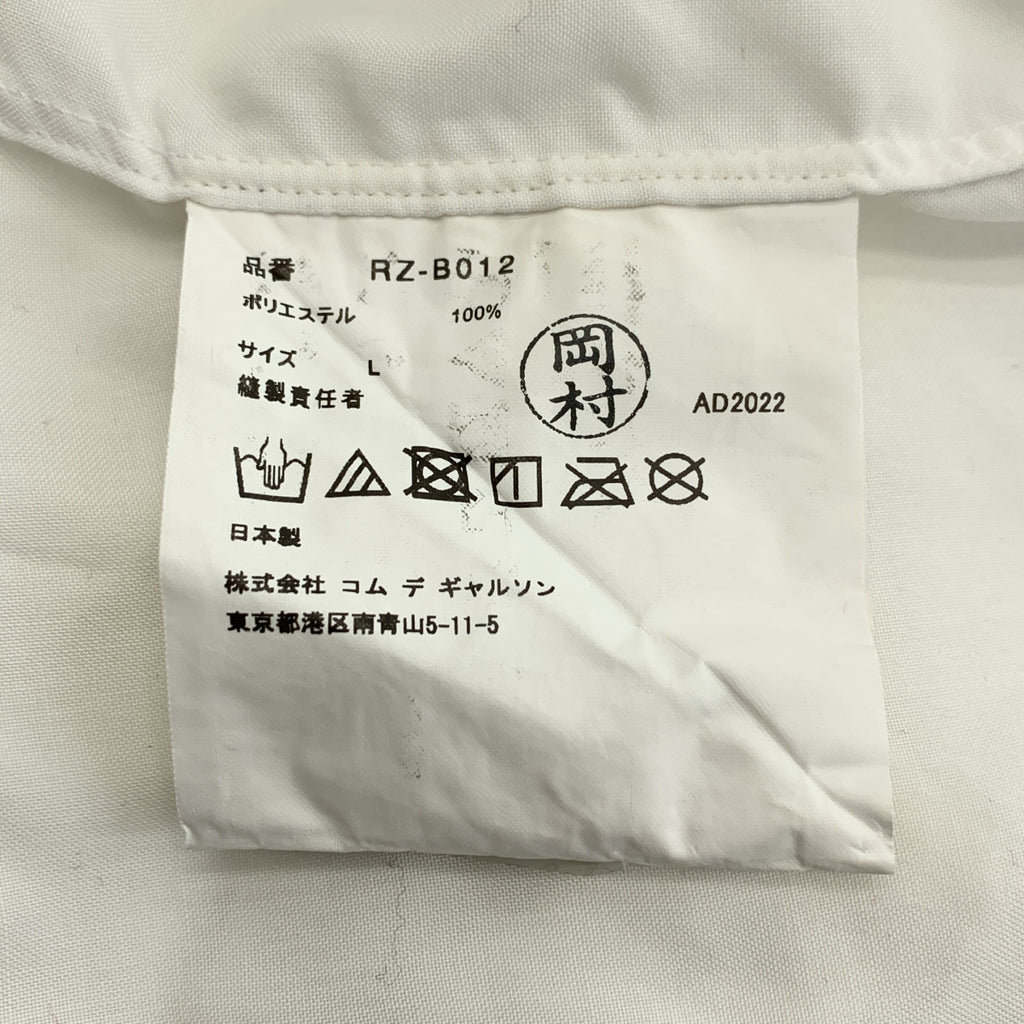 品番 RZ-B012
ポリエステル 100%
サイズ L
縫製責任者 岡村 AD2022
日本製
株式会社 コム デ ギャルソン
東京都港区南青山5-11-5